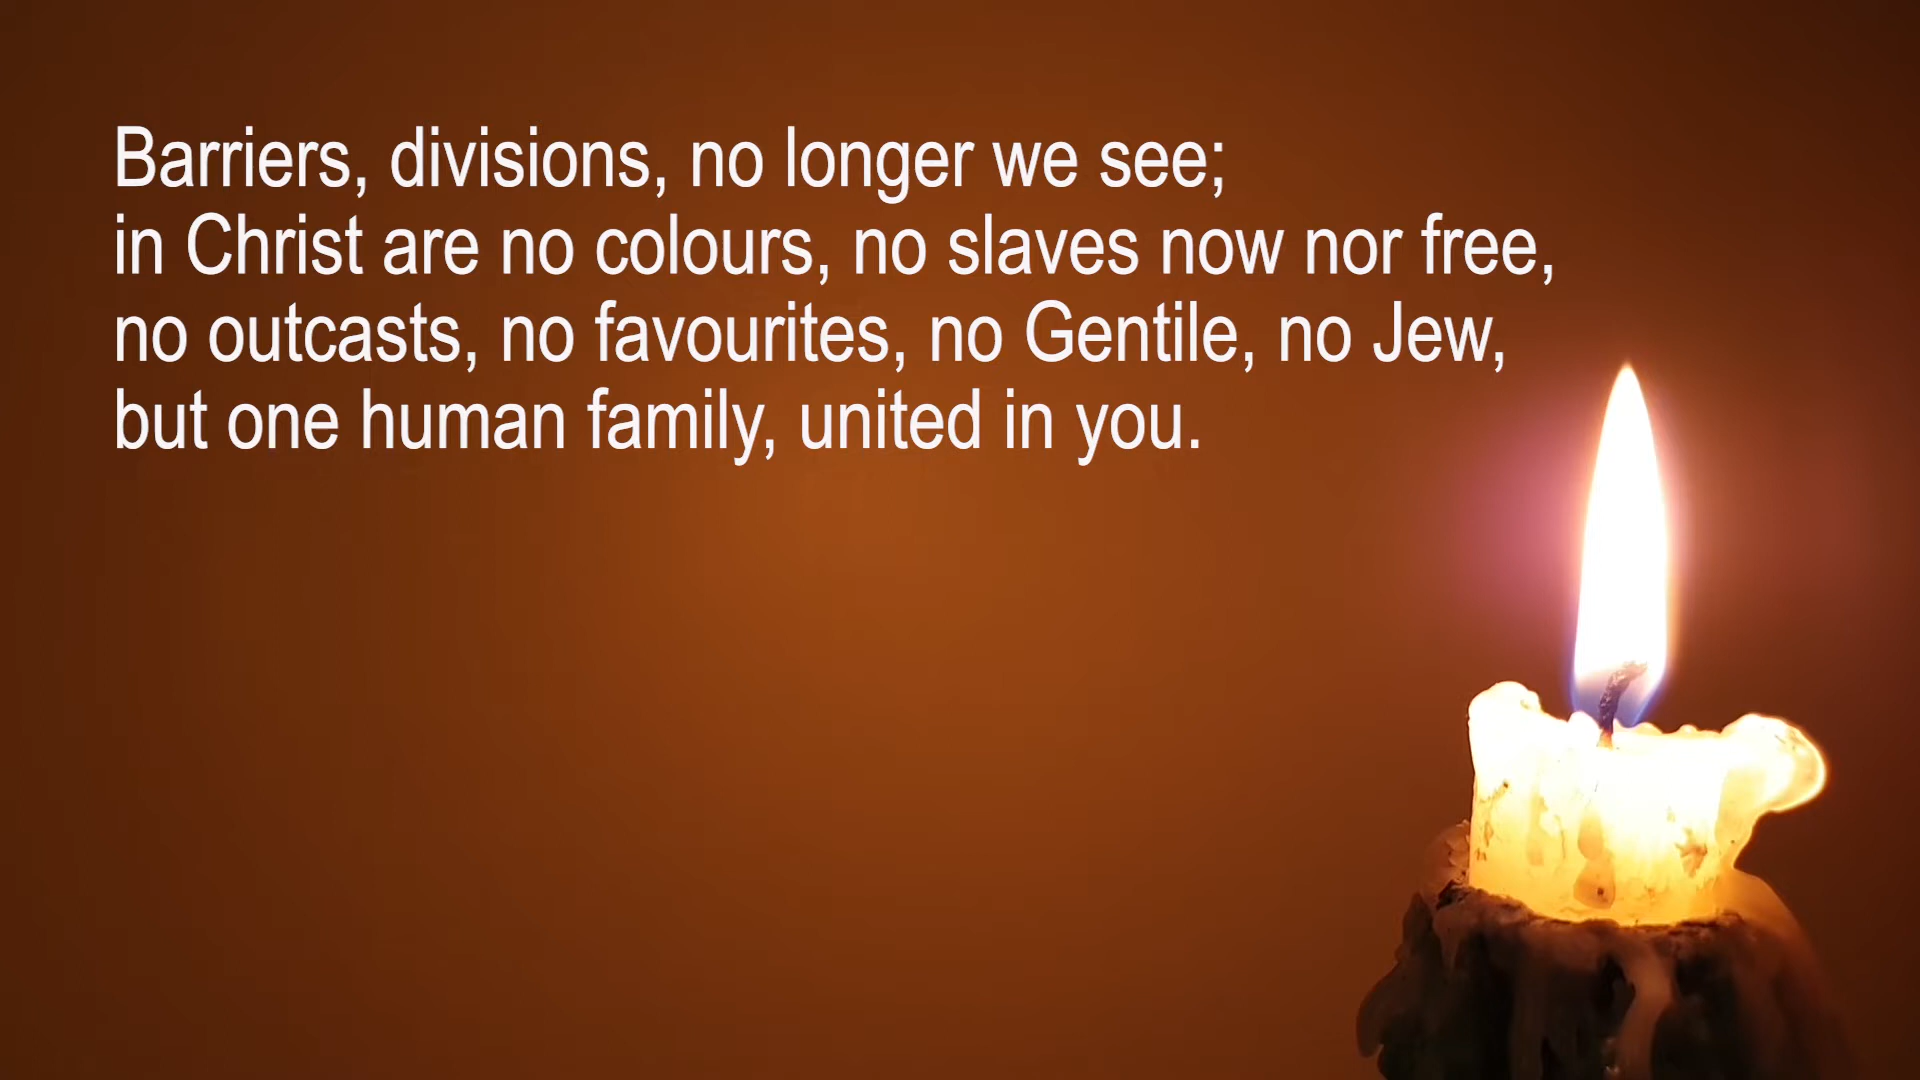 Barriers, divisions, no longer we see;
in Christ are no colours, no slaves now nor free,
no outcasts, no favourites, no Gentile, no Jew,
but one human family, united in you.